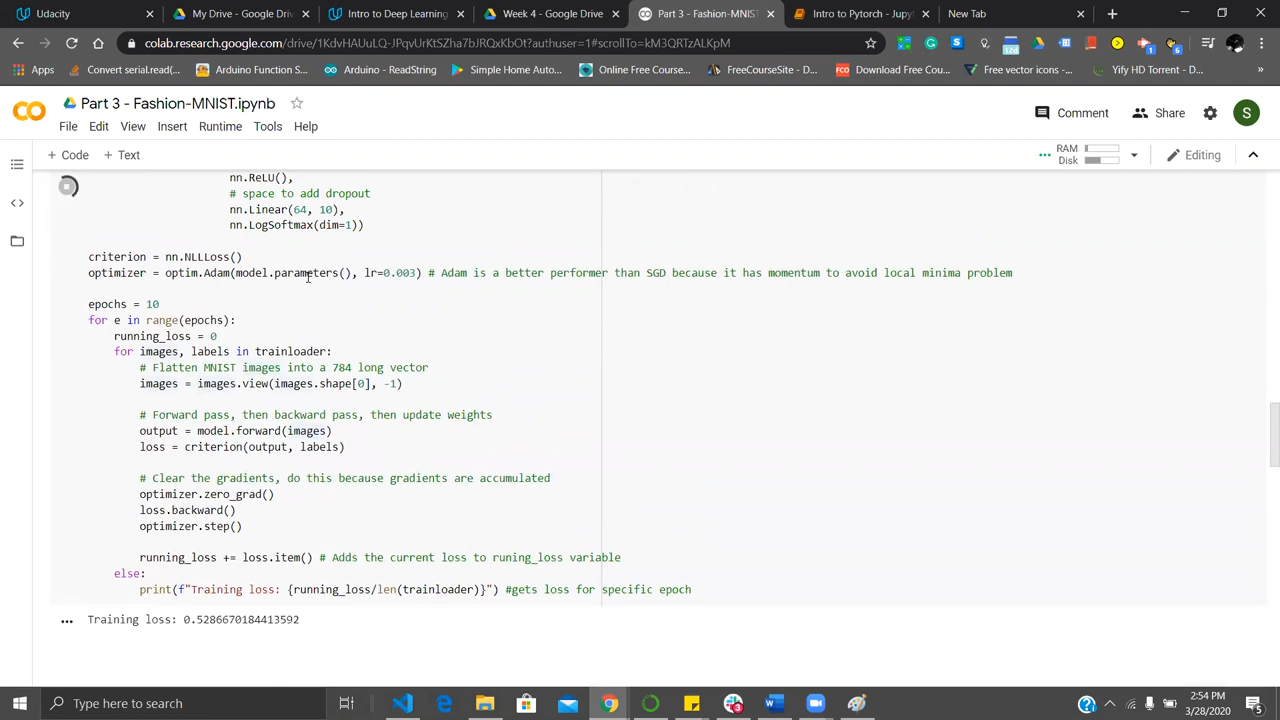 Udacity
My Drive - Google Drive
Intro to Deep Learning
Week 4 - Google Drive
Part 3 - Fashion-MNIST
Intro to Pytorch - Jupyt
New Tab
colab.research.google.com/drive/1KdvHAUuLQ-JPqvUrKtSZha7bJRQxKbOt?authuser=1#scrollTo=kM3QRTzALKpM
Apps
Convert serial.read(...
Arduino Function S...
Arduino - ReadString
Simple Home Auto...
Online Free Course...
FreeCourseSite - D...
Download Free Cou...
Free vector icons -...
Yify HD Torrent - D...
Part 3 - Fashion-MNIST.ipynb
File Edit View Insert Runtime Tools Help
Comment
Share
S
+ Code + Text
RAM
Disk
Editing
nn.ReLU(),
# space to add dropout
nn.Linear(64, 10),
nn.LogSoftmax(dim=1))
criterion = nn.NLLLoss()
optimizer = optim.Adam(model.parameters(), lr=0.003) # Adam is a better performer than SGD because it has momentum to avoid local minima problem
epochs = 10
for e in range(epochs):
running_loss = 0
for images, labels in trainloader:
# Flatten MNIST images into a 784 long vector
images = images.view(images.shape[0], -1)
# Forward pass, then backward pass, then update weights
output = model.forward(images)
loss = criterion(output, labels)
# Clear the gradients, do this because gradients are accumulated
optimizer.zero_grad()
loss.backward()
optimizer.step()
running_loss += loss.item() # Adds the current loss to runing_loss variable
else:
print(f"Training loss: {running_loss/len(trainloader)}") #gets loss for specific epoch
Training loss: 0.5286670184413592
Type here to search
2:54 PM
3/28/2020